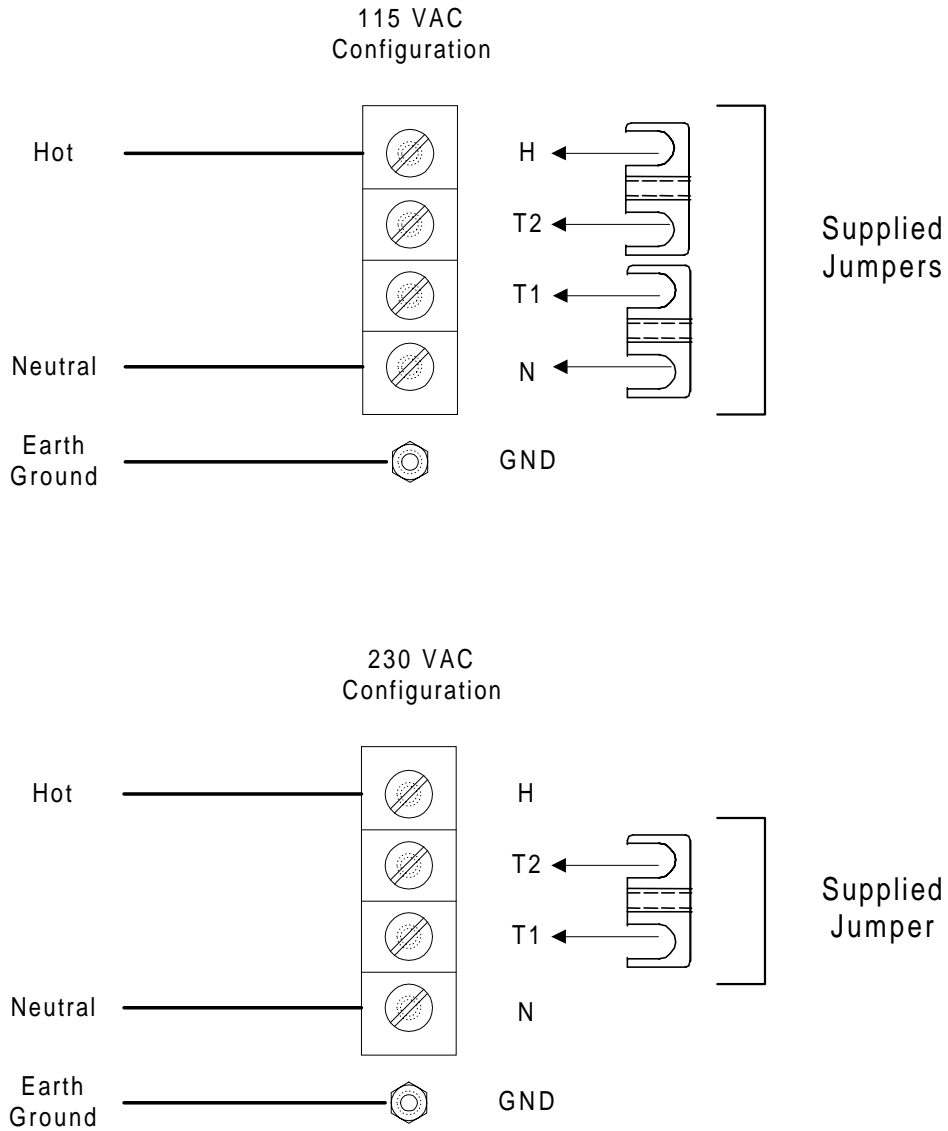 115 VAC
Configuration
Hot
H
T2
Supplied
Jumpers
T1
Neutral
N
Earth
Ground
GND
230 VAC
Configuration
Hot
H
T2
Supplied
Jumper
T1
Neutral
N
Earth
Ground
GND